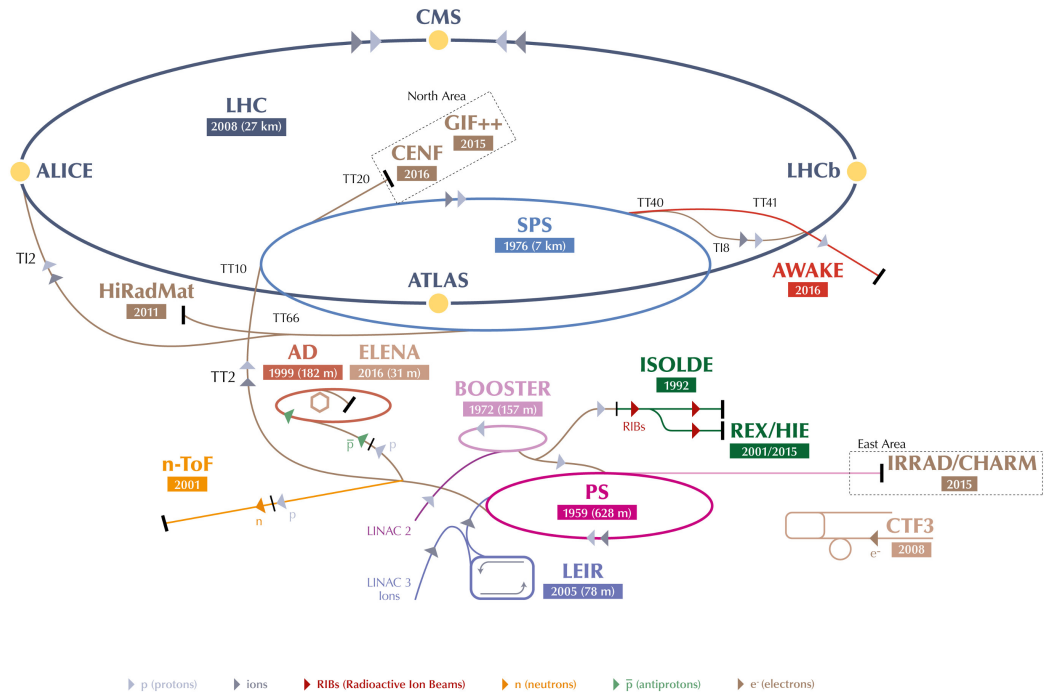 CMS
North Area
LHC
2008 (27 km)
GIF++
2015
CENF
2016
TT20
ALICE
LHCb
TT40
TT41
SPS
1976 (7 km)
TI8
TI2
TT10
AWAKE
2016
ATLAS
HiRadMat
2011
TT66
AD
1999 (182 m)
ELENA
2016 (31 m)
TT2
ISOLDE
1992
BOOSTER
1972 (157 m)
RIBs
REX/HIE
2001/2015
p̅
p
East Area
n-ToF
2001
IRRAD/CHARM
2015
PS
1959 (628 m)
n
p
LINAC 2
CTF3
2008
e⁻
LEIR
2005 (78 m)
LINAC 3
Ions
p (protons)
ions
RIBs (Radioactive Ion Beams)
n (neutrons)
p̅ (antiprotons)
e⁻ (electrons)